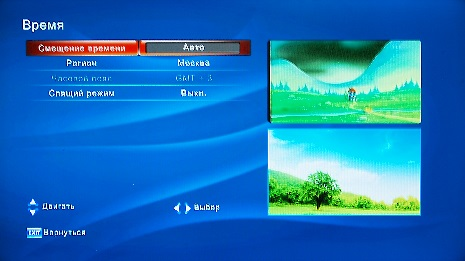 Время
Смещение времени Авто
Регион Москва
Часовой пояс GMT + 3
Спящий режим Выкл.
Двигать Выбор
EXIT Вернуться